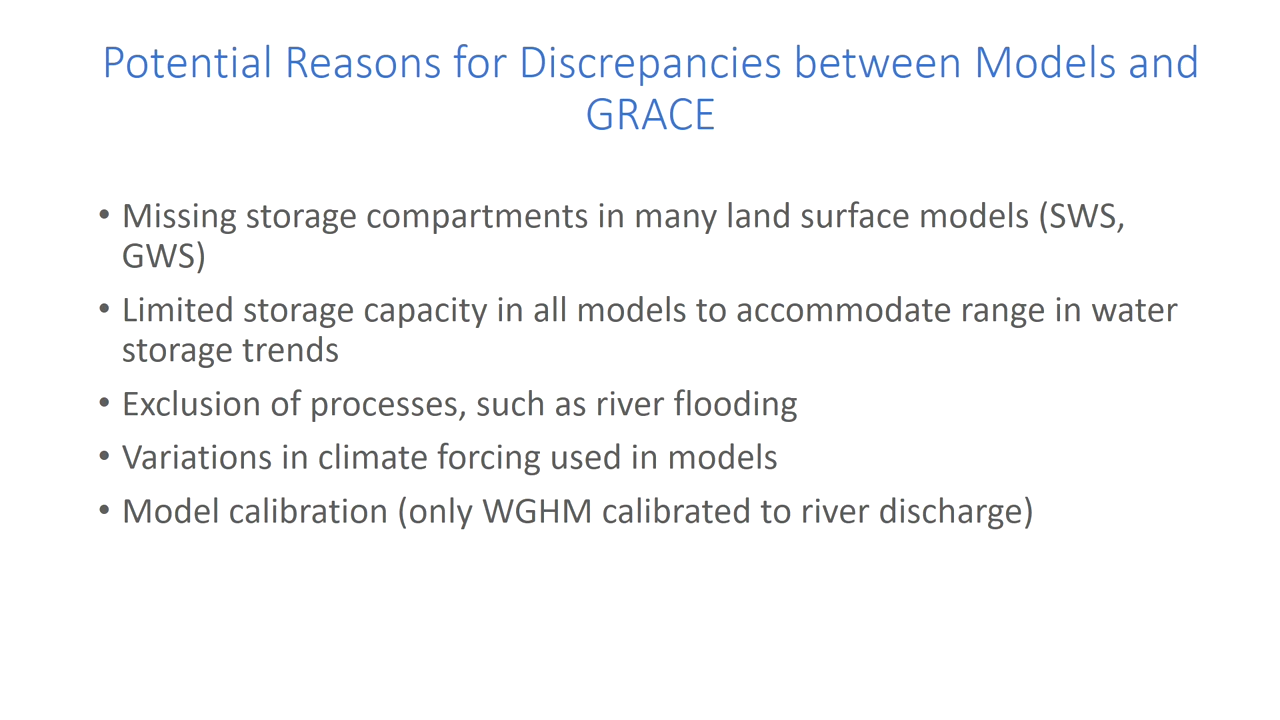 Potential Reasons for Discrepancies between Models and
GRACE
• Missing storage compartments in many land surface models (SWS,
GWS)
• Limited storage capacity in all models to accommodate range in water
storage trends
• Exclusion of processes, such as river flooding
• Variations in climate forcing used in models
• Model calibration (only WGHM calibrated to river discharge)